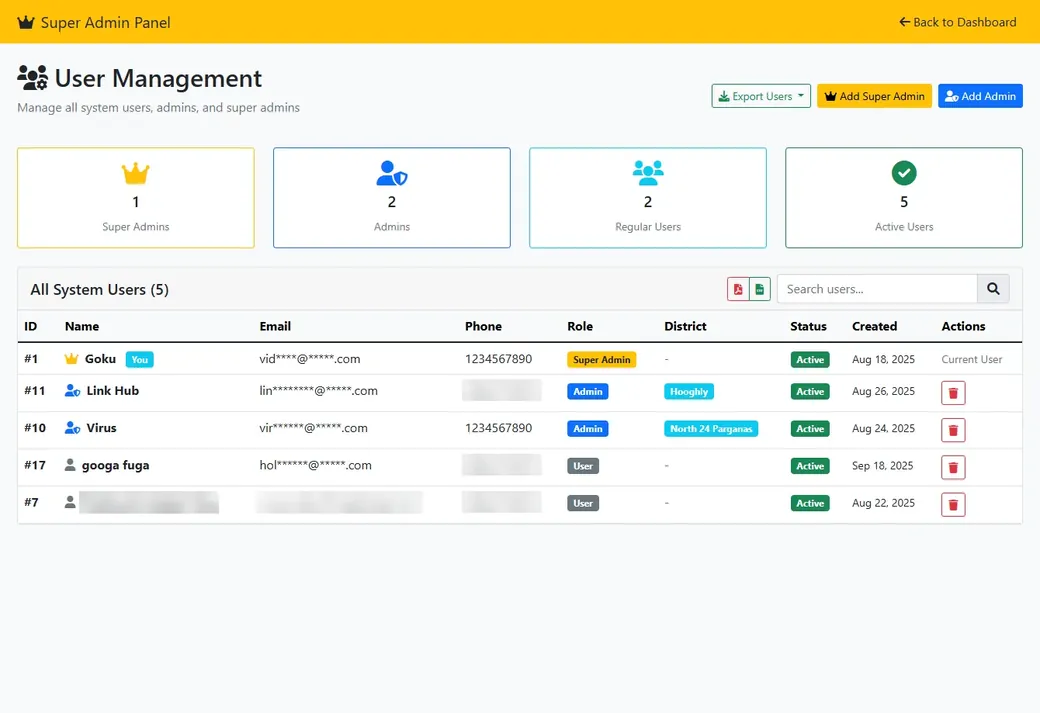 Super Admin Panel
Back to Dashboard
User Management
Manage all system users, admins, and super admins
Export Users
Add Super Admin
Add Admin
1
Super Admins
2
Admins
2
Regular Users
5
Active Users
All System Users (5)
Search users...
ID Name Email Phone Role District Status Created Actions
#1 Goku You vid****@*****.com 1234567890 Super Admin - Active Aug 18, 2025 Current User
#11 Link Hub lin********@*****.com Admin Hooghly Active Aug 26, 2025
#10 Virus vir******@*****.com 1234567890 Admin North 24 Parganas Active Aug 24, 2025
#17 googa fuga hol******@*****.com User - Active Sep 18, 2025
#7 User - Active Aug 22, 2025